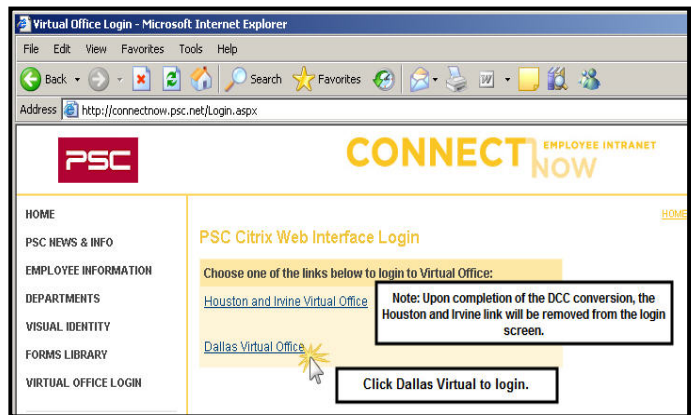 Virtual Office Login - Microsoft Internet Explorer
File Edit View Favorites Tools Help
Back Search Favorites
Address http://connectnow.psc.net/Login.aspx
PSC
CONNECT NOW
EMPLOYEE INTRANET
HOME
HOME
PSC NEWS & INFO
EMPLOYEE INFORMATION
DEPARTMENTS
VISUAL IDENTITY
FORMS LIBRARY
VIRTUAL OFFICE LOGIN
PSC Citrix Web Interface Login
Choose one of the links below to login to Virtual Office:
Houston and Irvine Virtual Office
Note: Upon completion of the DCC conversion, the
Houston and Irvine link will be removed from the login
screen.
Dallas Virtual Office
Click Dallas Virtual to login.